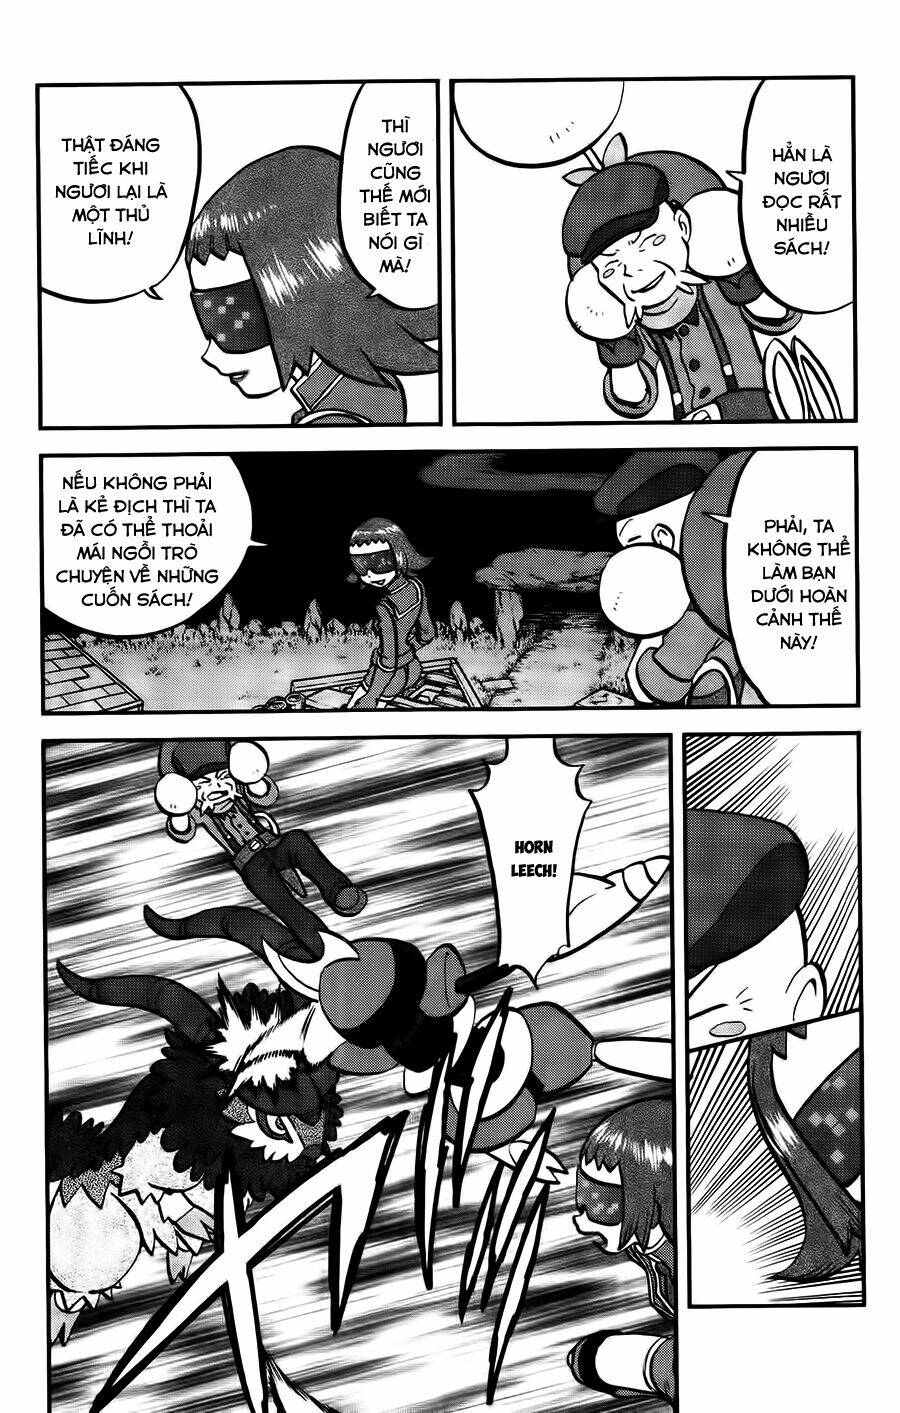 HẲN LÀ
NGƯƠI
ĐỌC RẤT
NHIỀU
SÁCH!
THÌ
NGƯƠI
CŨNG
THẾ MỚI
BIẾT TA
NÓI GÌ
MÀ!
THẬT ĐÁNG
TIẾC KHI
NGƯƠI LẠI LÀ
MỘT THỦ
LĨNH!
PHẢI, TA
KHÔNG THỂ
LÀM BẠN
DƯỚI HOÀN
CẢNH THẾ
NÀY!
NẾU KHÔNG PHẢI
LÀ KẺ ĐỊCH THÌ TA
ĐÃ CÓ THỂ THOẢI
MÁI NGỒI TRÒ
CHUYỆN VỀ NHỮNG
CUỐN SÁCH!
HORN
LEECH!